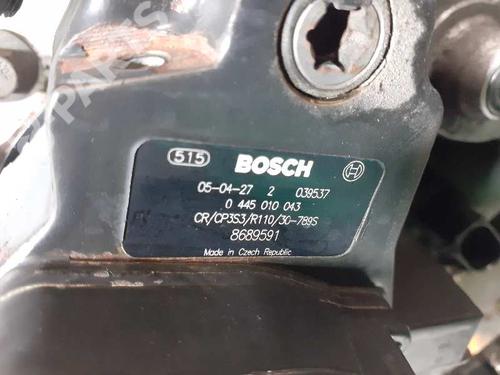 PARTS
515 BOSCH
05-04-27 2 039537
0 445 010 043
CR/CP3S3/R110/30-789S
8689591
Made in Czech Republic